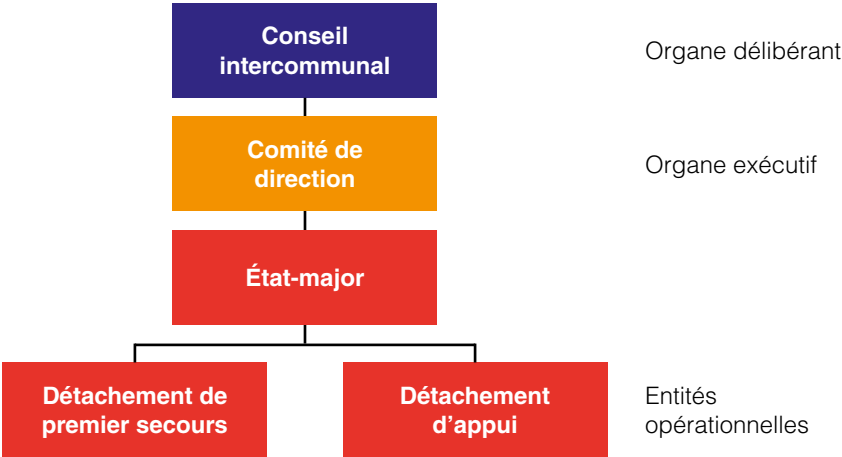 Conseil
intercommunal
Organe délibérant
Comité de
direction
Organe exécutif
État-major
Détachement de
premier secours
Détachement
d'appui
Entités
opérationnelles